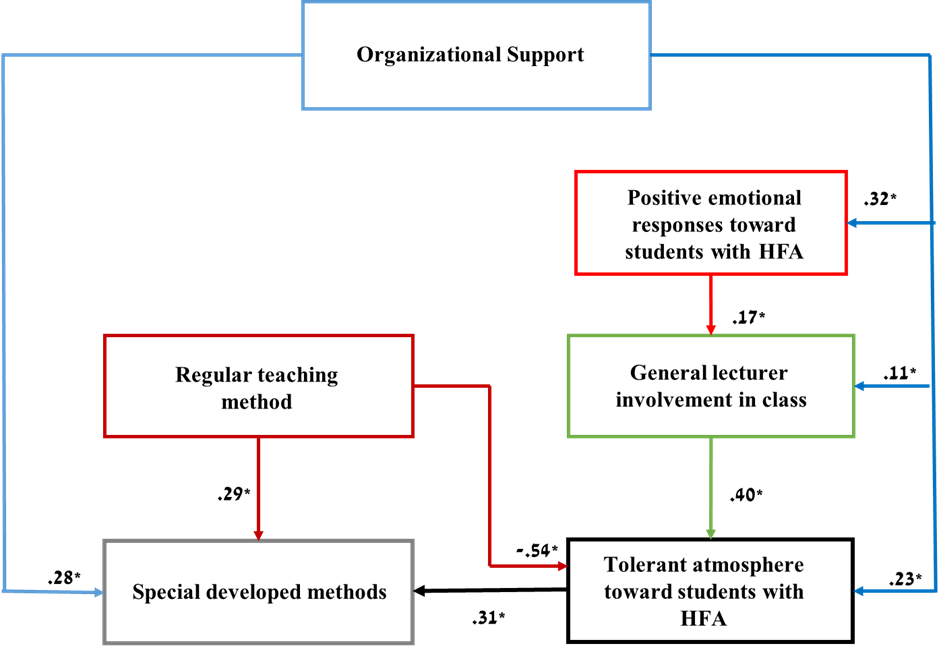 Organizational Support
Positive emotional
responses toward
students with HFA
.32*
.17*
Regular teaching
method
General lecturer
involvement in class
.11*
.29*
.40*
-.54*
Special developed methods
Tolerant atmosphere
toward students with
HFA
.28*
.23*
.31*